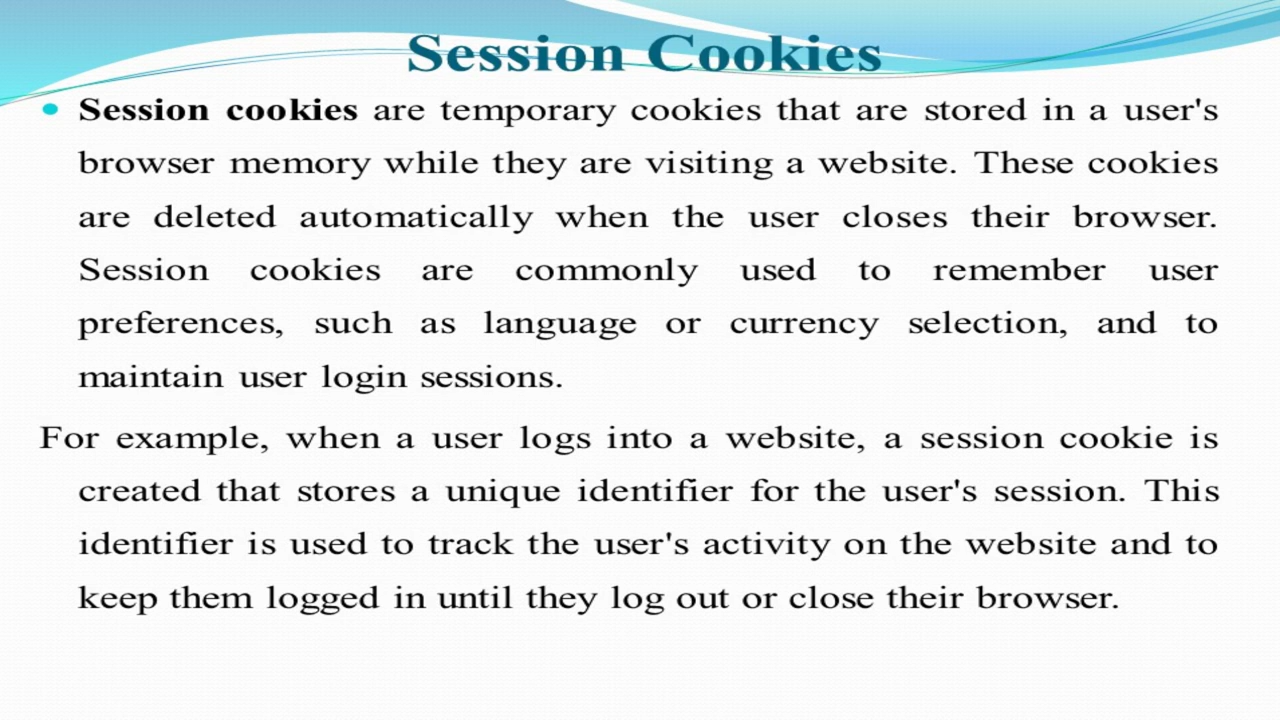 Session Cookies
• Session cookies are temporary cookies that are stored in a user's
browser memory while they are visiting a website. These cookies
are deleted automatically when the user closes their browser.
Session cookies are commonly used to remember user
preferences, such as language or currency selection, and to
maintain user login sessions.
For example, when a user logs into a website, a session cookie is
created that stores a unique identifier for the user's session. This
identifier is used to track the user's activity on the website and to
keep them logged in until they log out or close their browser.